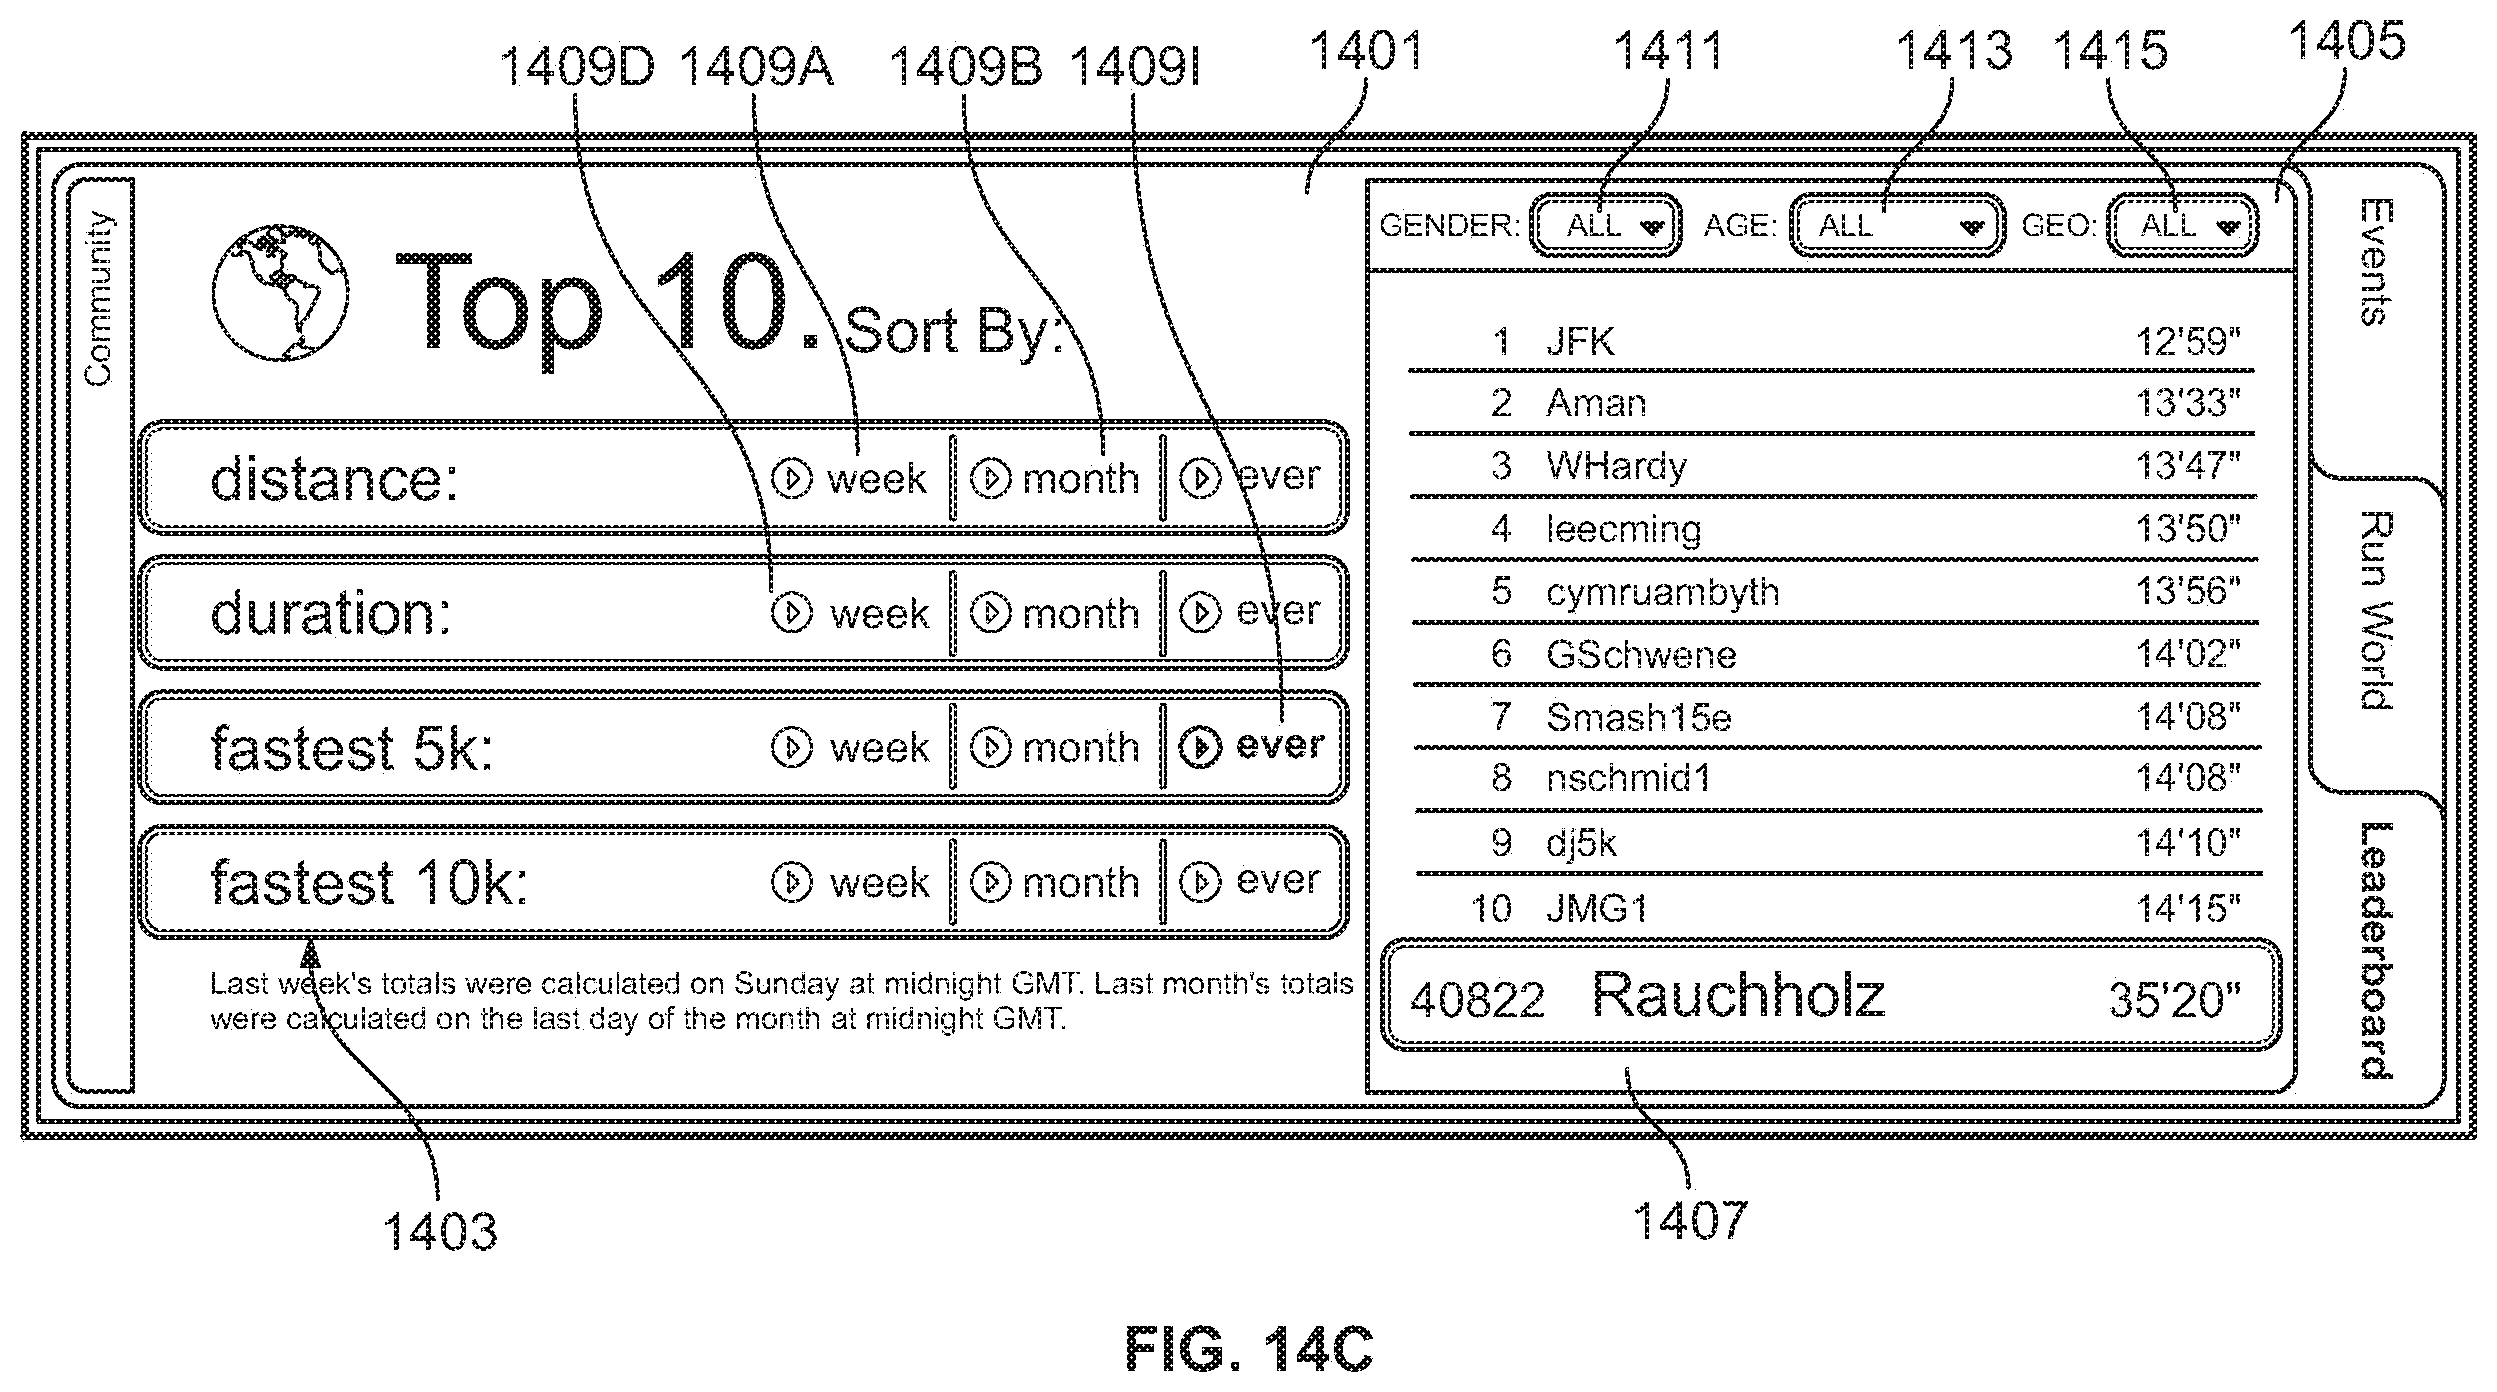 1409D 1409A 1409B 1409I 1401 1411 1413 1415 1405
Community
Top 10. Sort By:
distance: week month ever
duration: week month ever
fastest 5k: week month ever
fastest 10k: week month ever
Last week's totals were calculated on Sunday at midnight GMT. Last month's totals
were calculated on the last day of the month at midnight GMT.
GENDER: ALL AGE: ALL GEO: ALL
1 JFK 12'59"
2 Aman 13'33"
3 WHardy 13'47"
4 leecming 13'50"
5 cymruambyth 13'56"
6 GSchwene 14'02"
7 Smash15e 14'08"
8 nschmid1 14'08"
9 dj5k 14'10"
10 JMG1 14'15"
40822 Rauchholz 35'20"
Events
Run World
Leaderboard
1403
1407
FIG. 14C